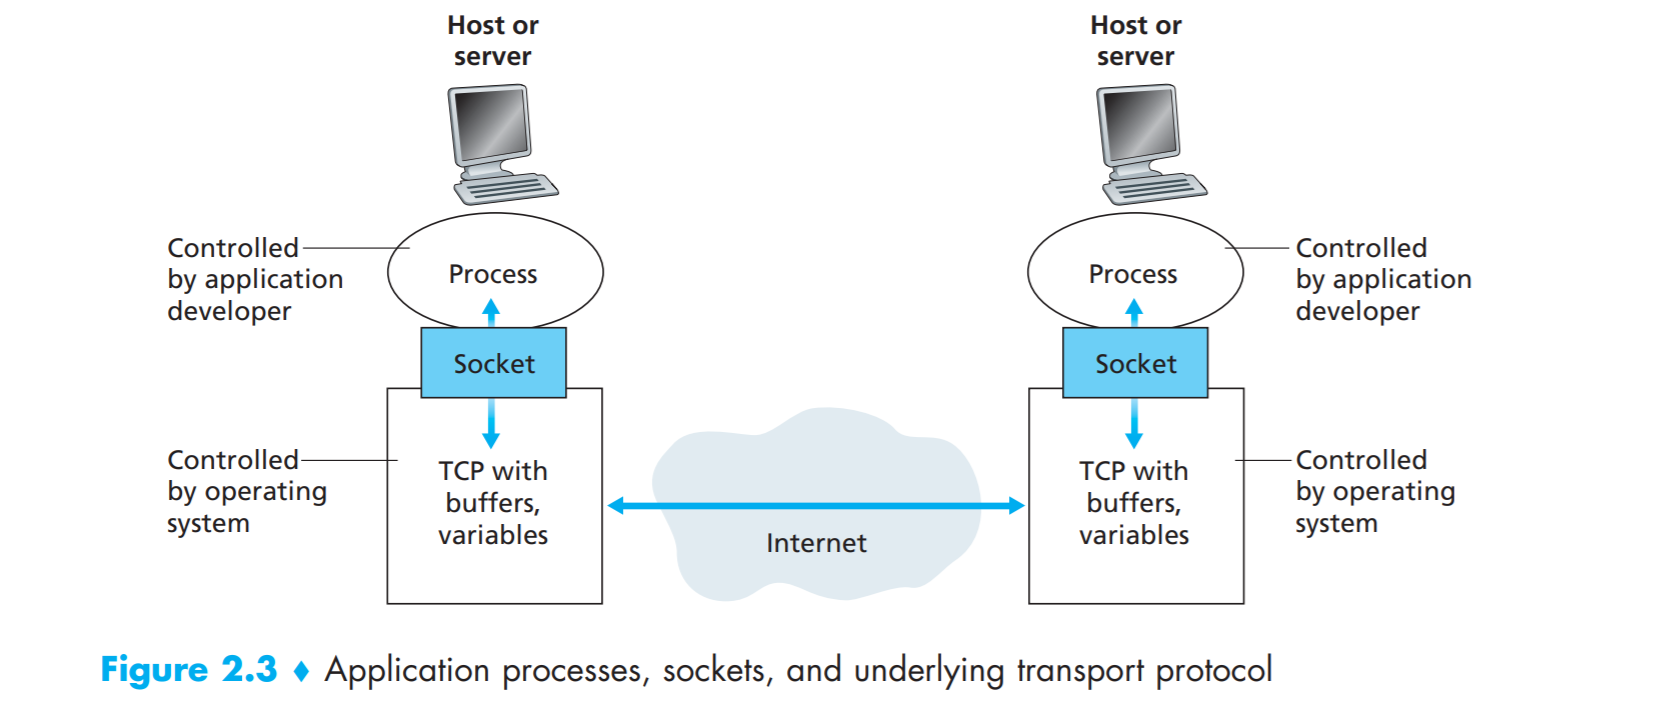 Host or
server
Host or
server
Controlled
by application
developer
Process
Process
Controlled
by application
developer
Socket
Socket
Controlled
by operating
system
TCP with
buffers,
variables
Internet
TCP with
buffers,
variables
Controlled
by operating
system
Figure 2.3 ♦ Application processes, sockets, and underlying transport protocol